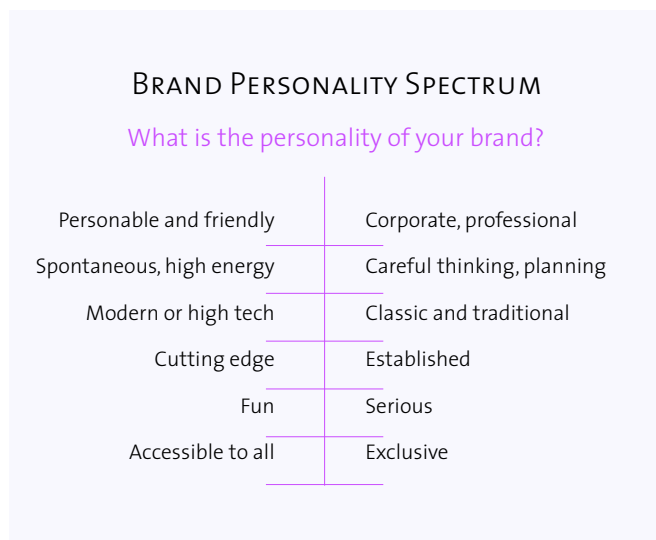 Brand Personality Spectrum
What is the personality of your brand?
Personable and friendly Corporate, professional
Spontaneous, high energy Careful thinking, planning
Modern or high tech Classic and traditional
Cutting edge Established
Fun Serious
Accessible to all Exclusive